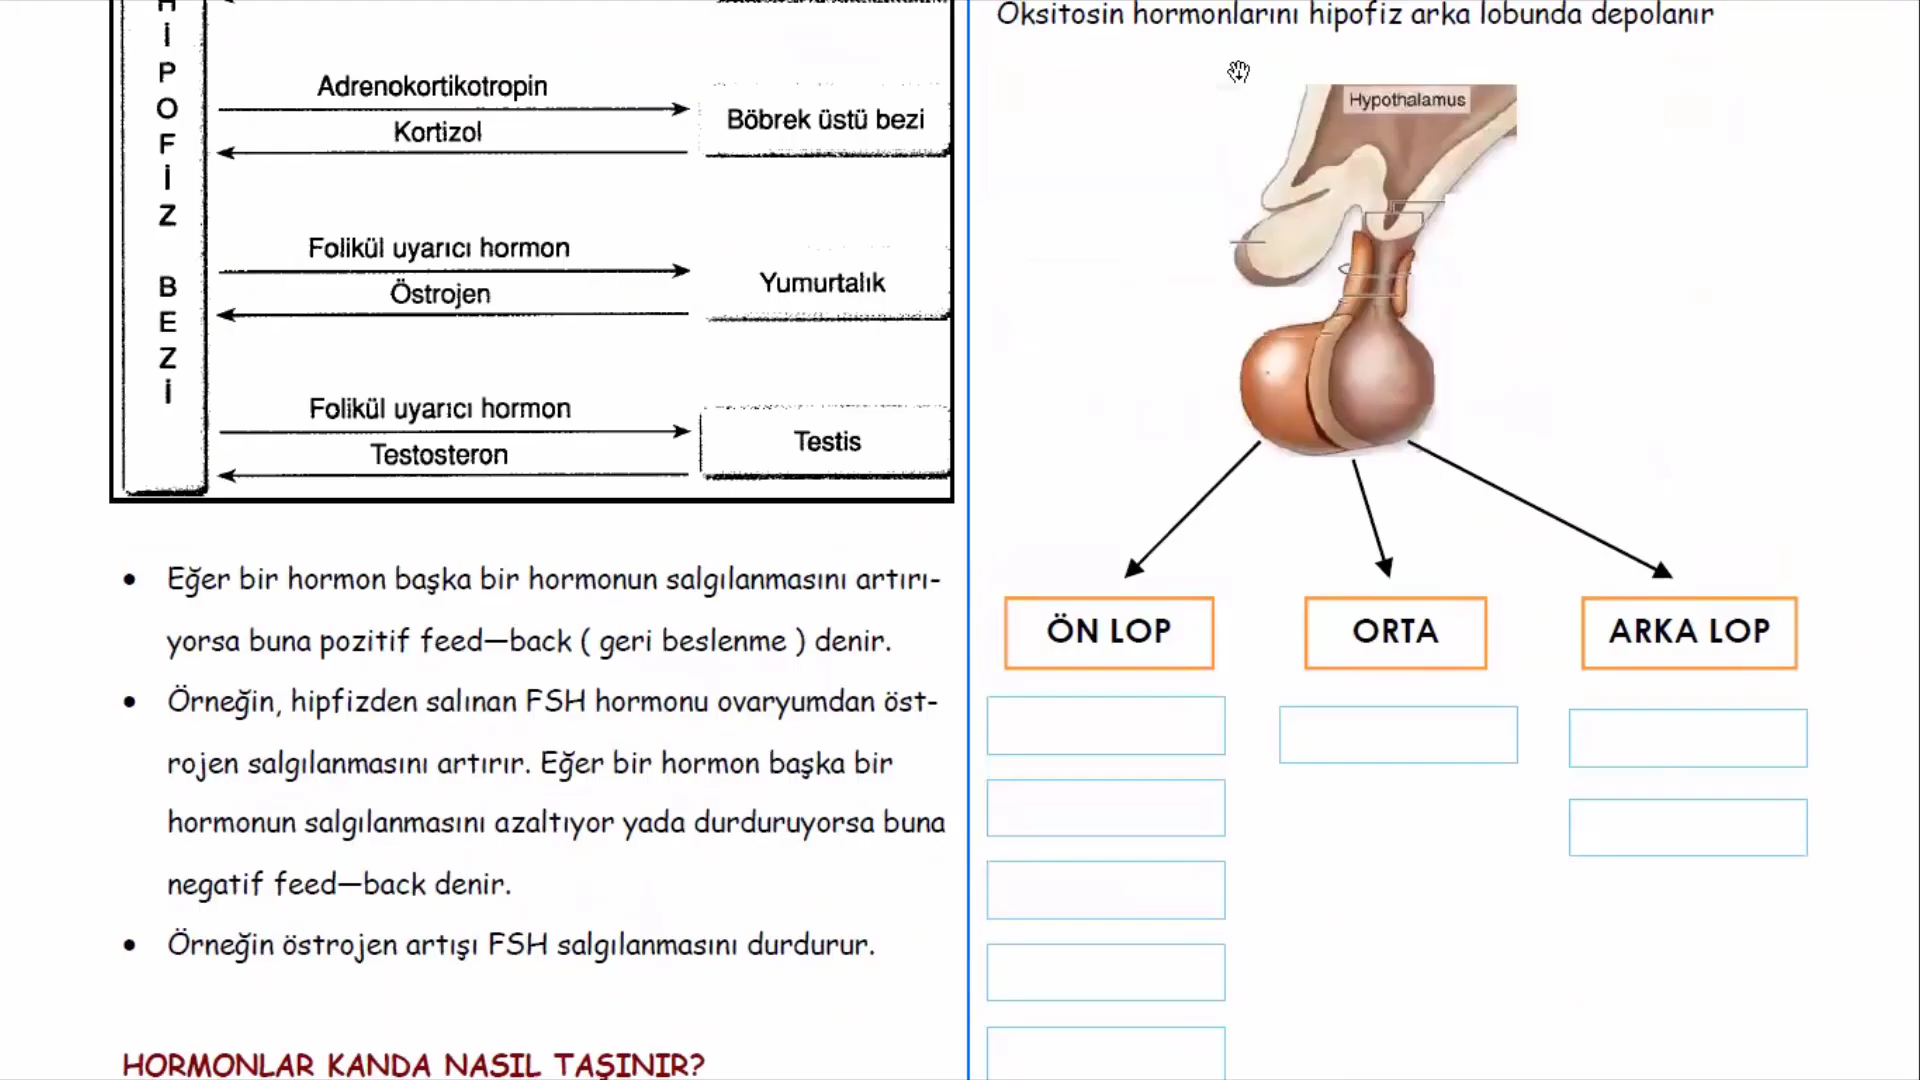 HİPOFİZ BEZİ
Adrenokortikotropin
Kortizol
Böbrek üstü bezi
Folikül uyarıcı hormon
Östrojen
Yumurtalık
Folikül uyarıcı hormon
Testosteron
Testis
• Eğer bir hormon başka bir hormonun salgılanmasını artırı-
yorsa buna pozitif feed—back ( geri beslenme ) denir.
• Örneğin, hipfizden salınan FSH hormonu ovaryumdan öst-
rojen salgılanmasını artırır. Eğer bir hormon başka bir
hormonun salgılanmasını azaltıyor yada durduruyorsa buna
negatif feed—back denir.
• Örneğin östrojen artışı FSH salgılanmasını durdurur.
HORMONLAR KANDA NASIL TAŞINIR?
Oksitosin hormonlarını hipofiz arka lobunda depolanır
Hypothalamus
ÖN LOP
ORTA
ARKA LOP